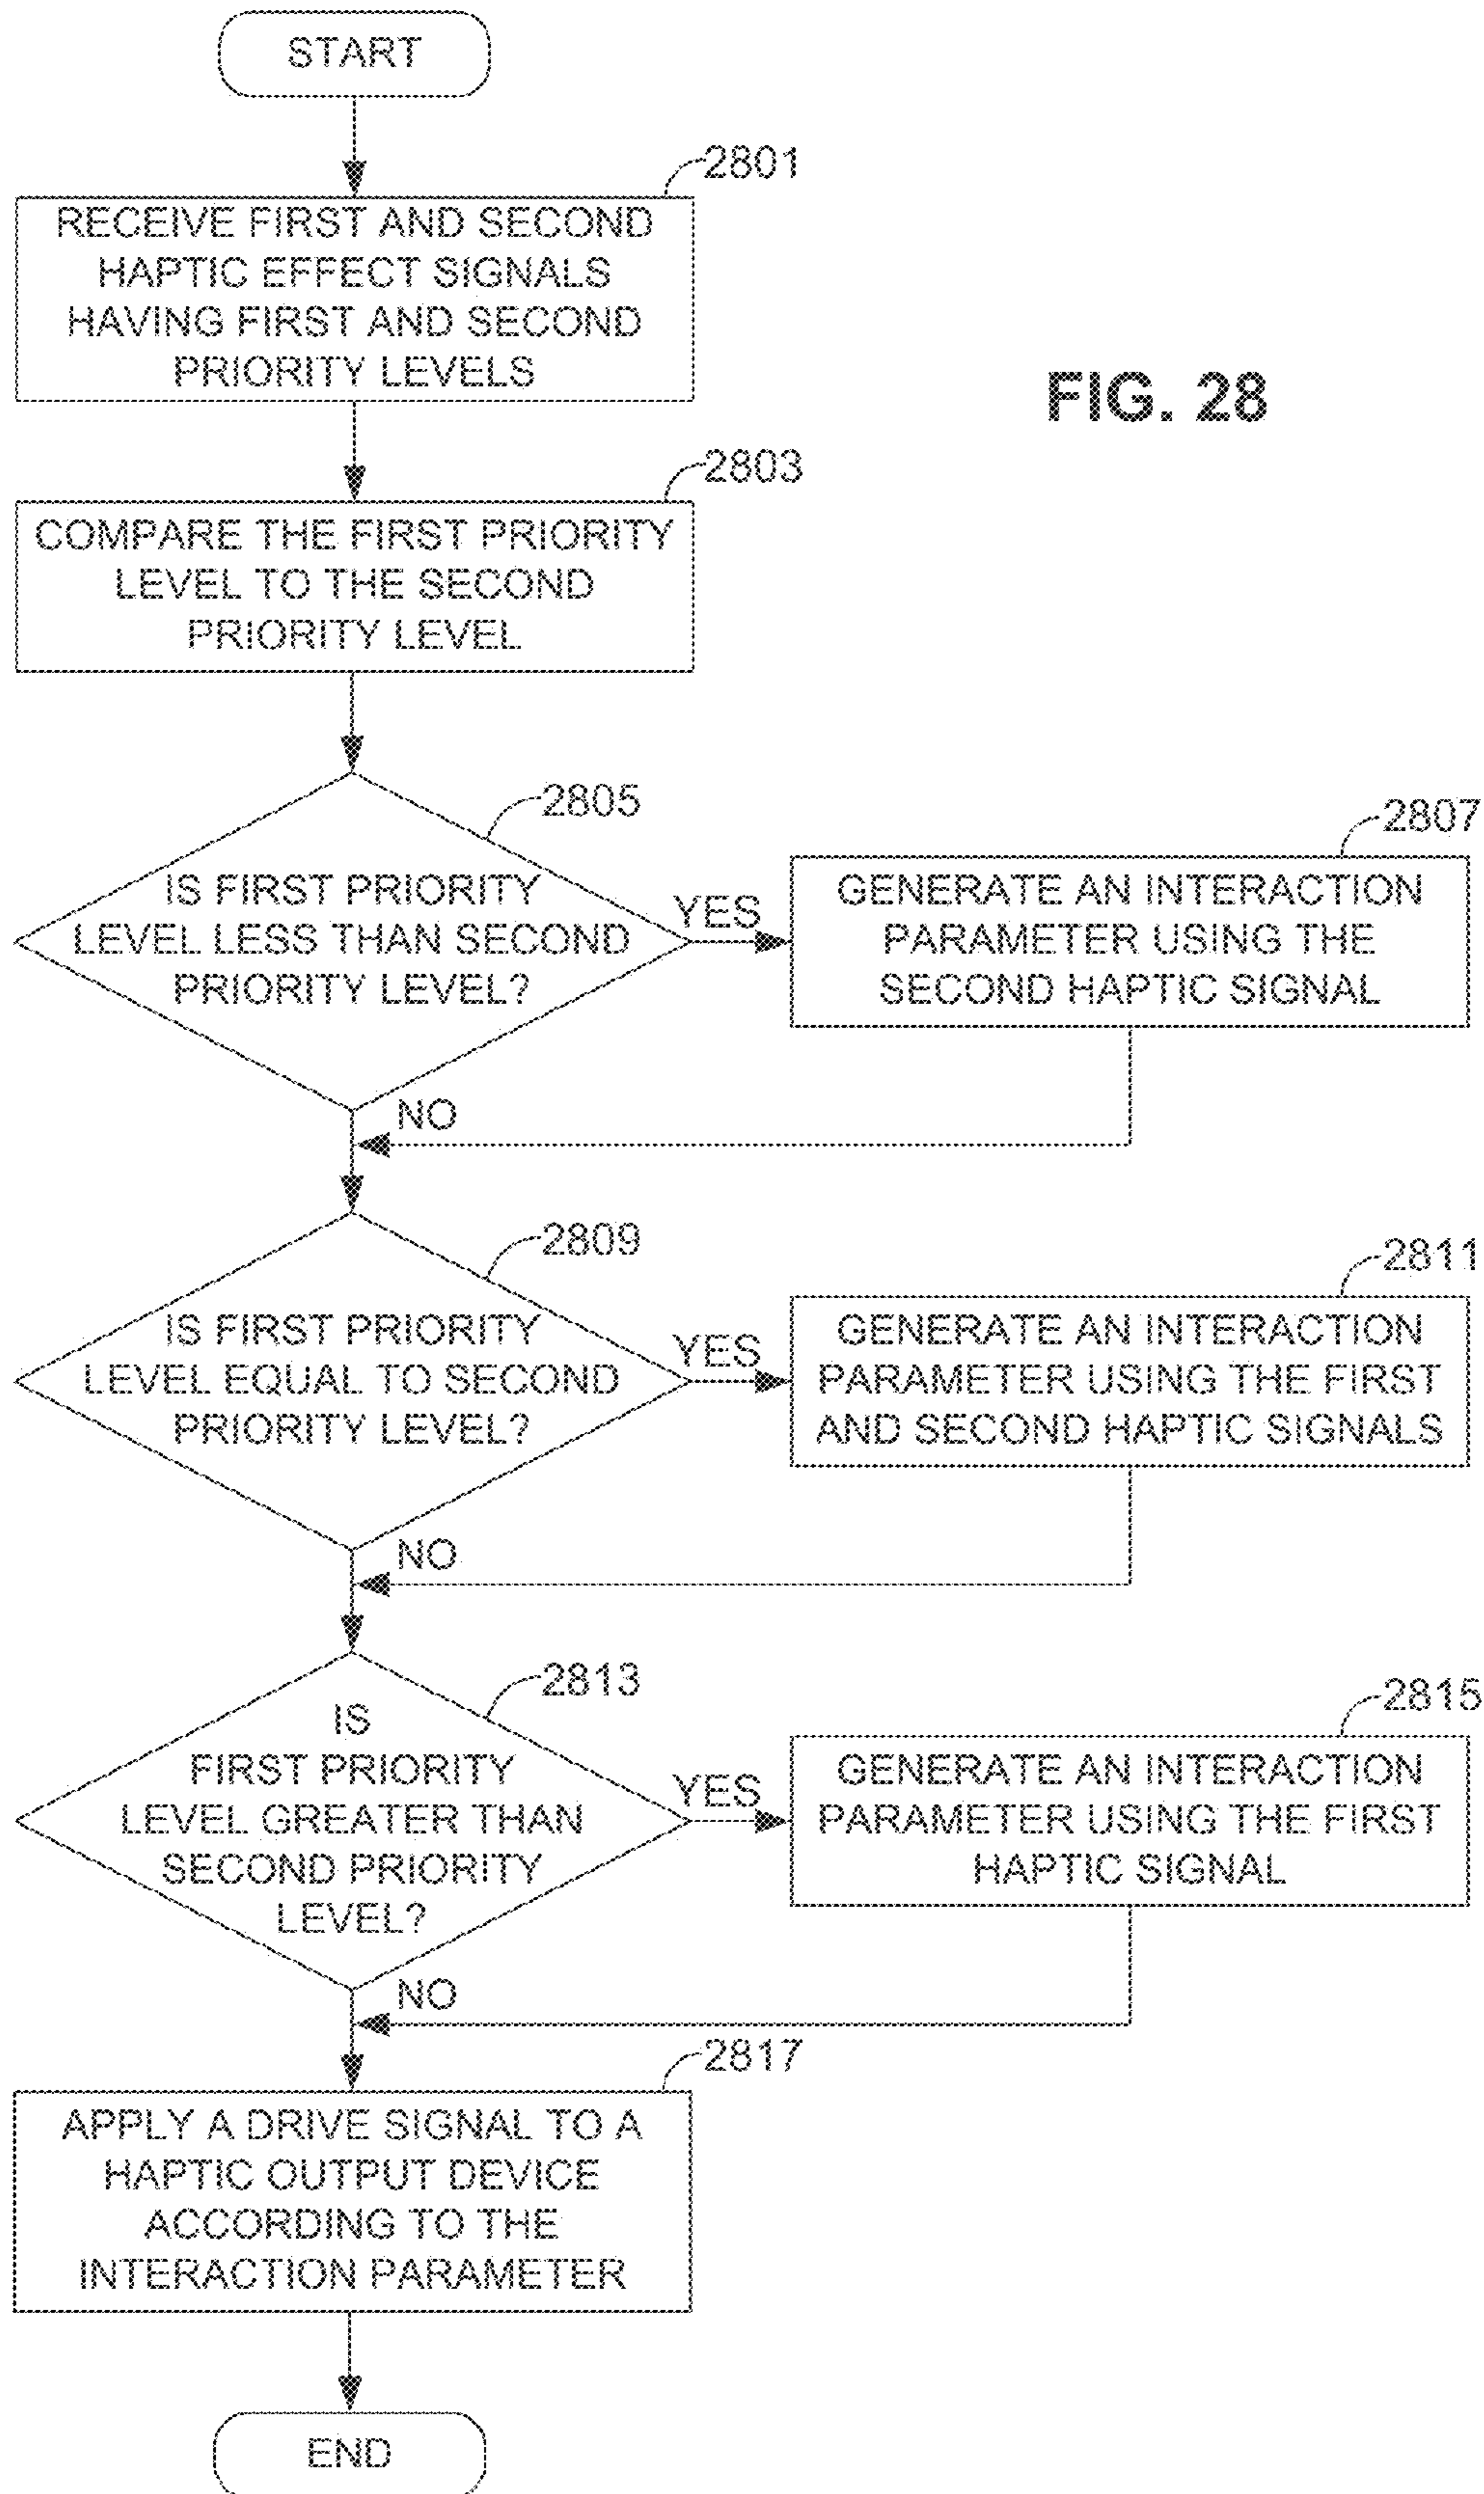 START
2801
RECEIVE FIRST AND SECOND
HAPTIC EFFECT SIGNALS
HAVING FIRST AND SECOND
PRIORITY LEVELS
FIG. 28
2803
COMPARE THE FIRST PRIORITY
LEVEL TO THE SECOND
PRIORITY LEVEL
2805
IS FIRST PRIORITY
LEVEL LESS THAN SECOND
PRIORITY LEVEL?
YES
2807
GENERATE AN INTERACTION
PARAMETER USING THE
SECOND HAPTIC SIGNAL
NO
2809
IS FIRST PRIORITY
LEVEL EQUAL TO SECOND
PRIORITY LEVEL?
YES
2811
GENERATE AN INTERACTION
PARAMETER USING THE FIRST
AND SECOND HAPTIC SIGNALS
NO
2813
IS
FIRST PRIORITY
LEVEL GREATER THAN
SECOND PRIORITY
LEVEL?
YES
2815
GENERATE AN INTERACTION
PARAMETER USING THE FIRST
HAPTIC SIGNAL
NO
2817
APPLY A DRIVE SIGNAL TO A
HAPTIC OUTPUT DEVICE
ACCORDING TO THE
INTERACTION PARAMETER
END